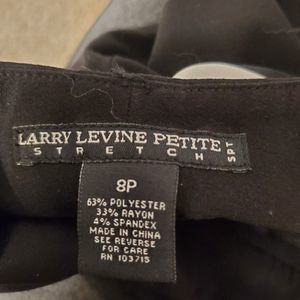 LARRY LEVINE PETITE
STRETCH
SPT
8P
63% POLYESTER
33% RAYON
4% SPANDEX
MADE IN CHINA
SEE REVERSE
FOR CARE
RN 103715